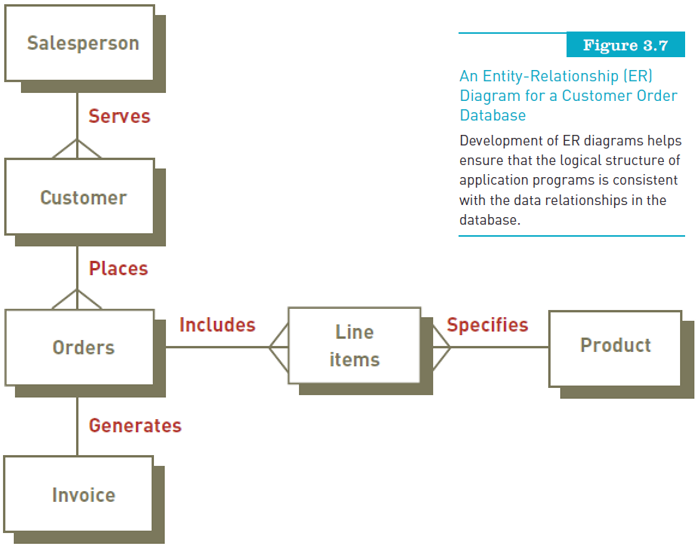 Salesperson
Serves
Customer
Places
Orders
Includes
Line
items
Specifies
Product
Generates
Invoice
Figure 3.7
An Entity-Relationship (ER)
Diagram for a Customer Order
Database
Development of ER diagrams helps
ensure that the logical structure of
application programs is consistent
with the data relationships in the
database.